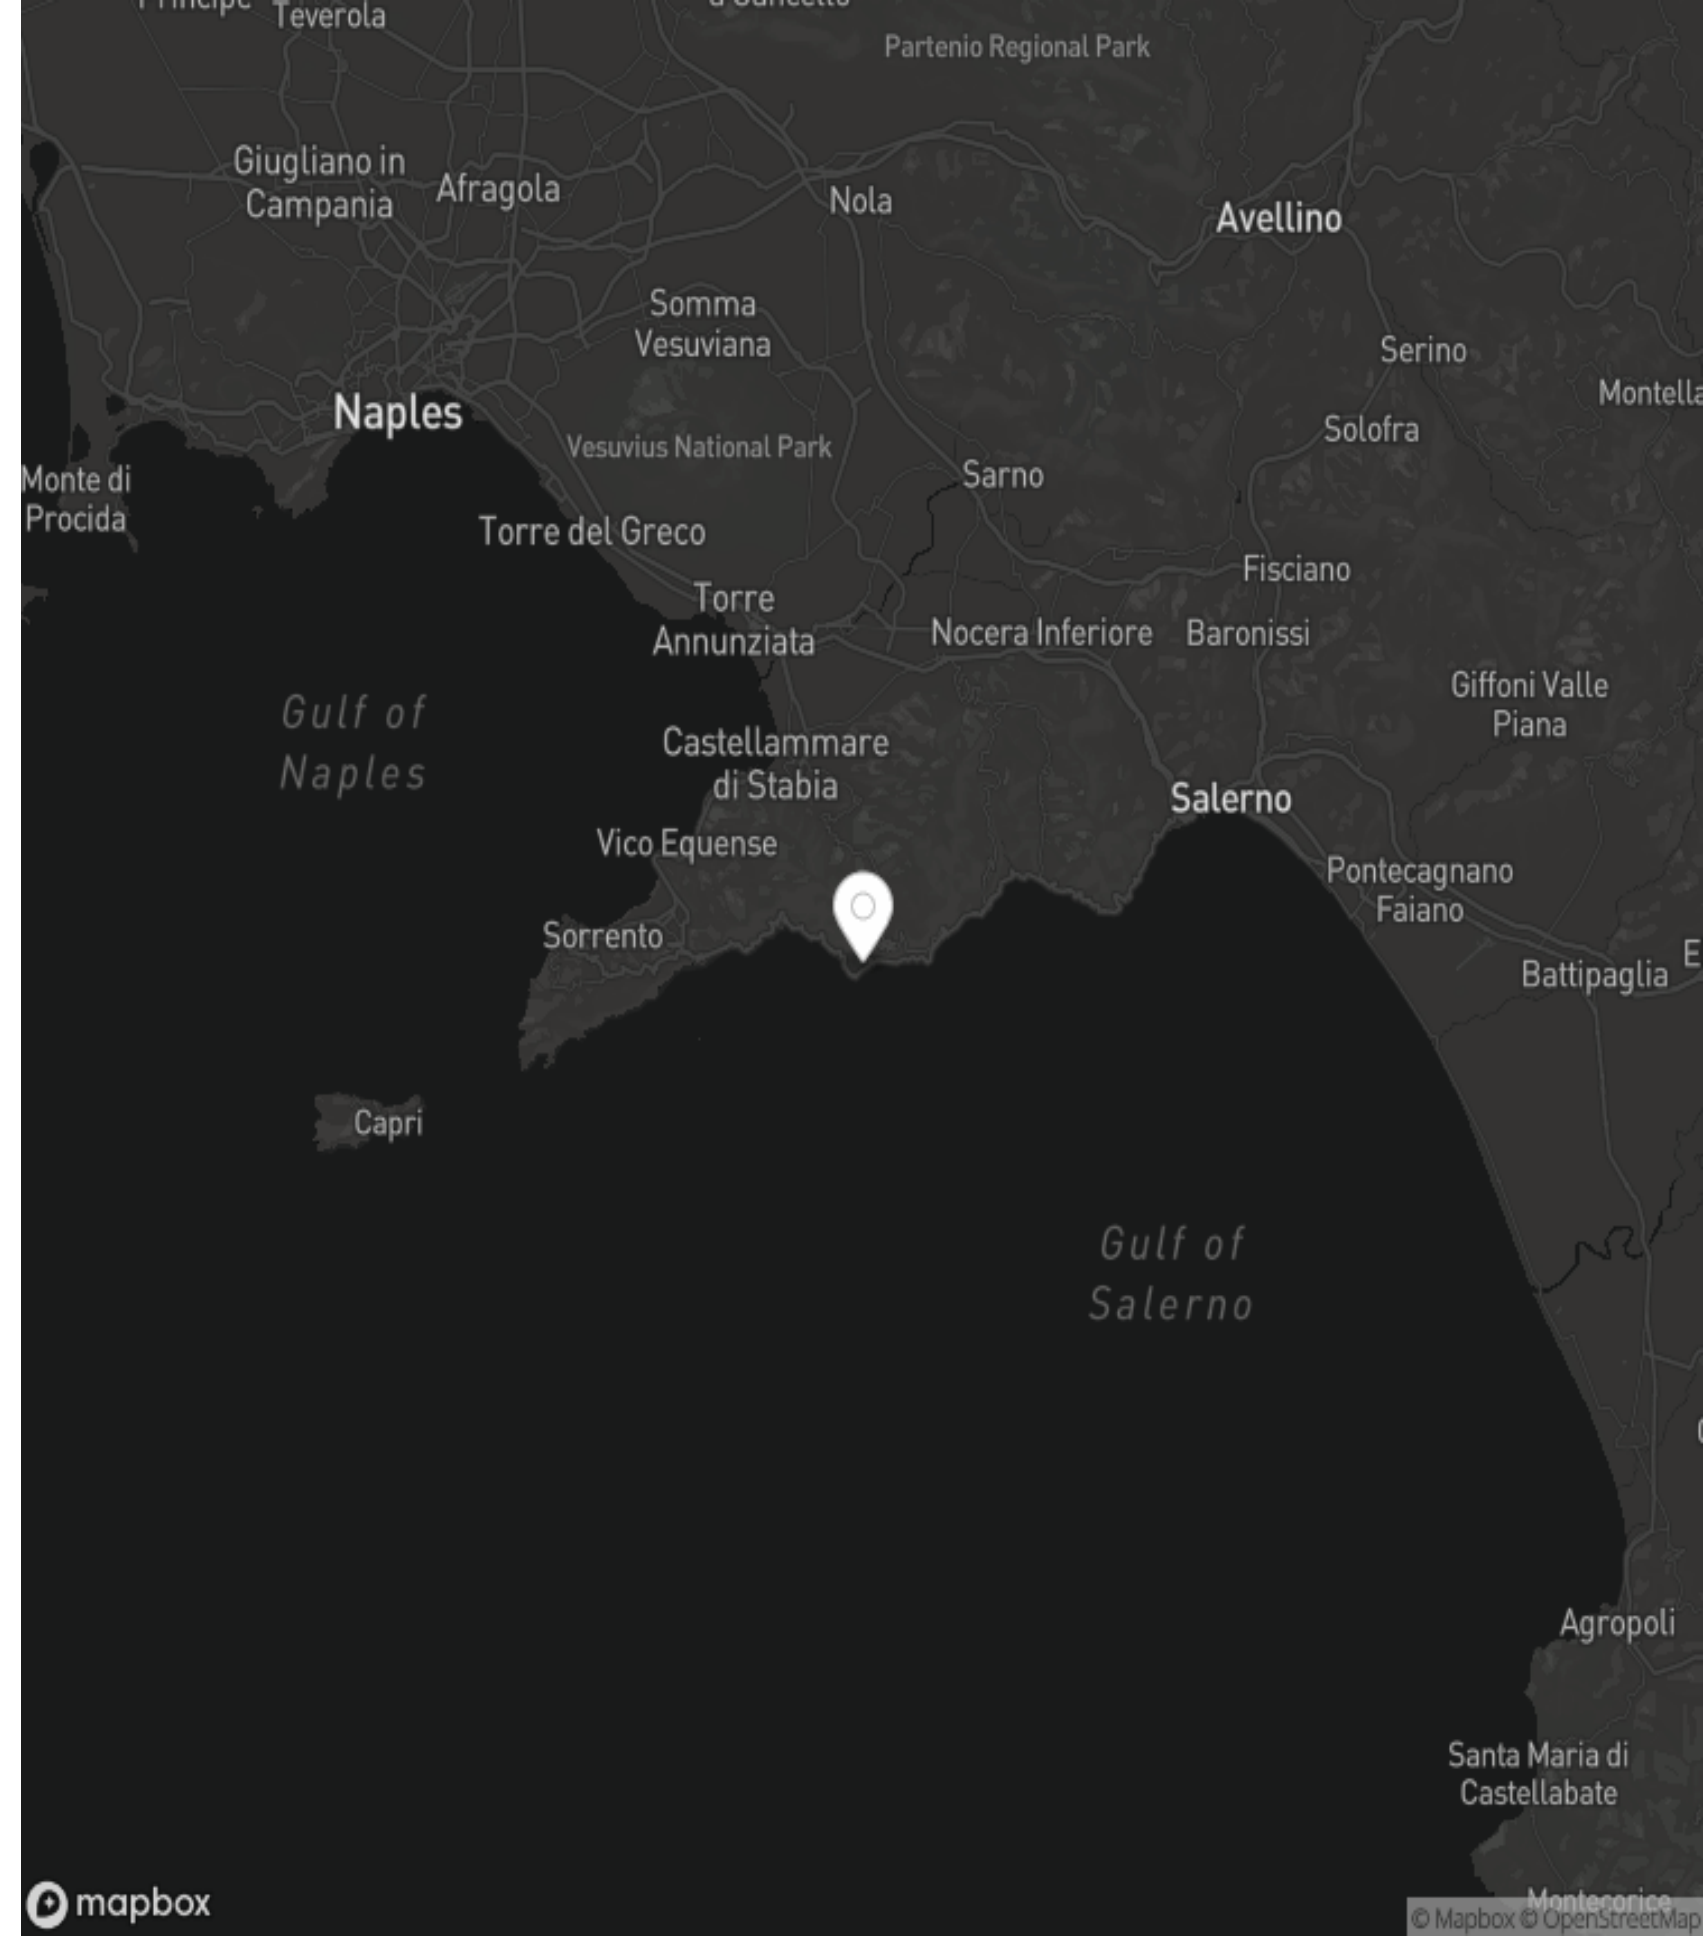 Teverola
Partenio Regional Park
Giugliano in
Campania
Afragola
Nola
Avellino
Somma
Vesuviana
Serino
Montella
Naples
Solofra
Vesuvius National Park
Monte di
Procida
Sarno
Torre del Greco
Fisciano
Torre
Annunziata
Nocera Inferiore
Baronissi
Gulf of
Naples
Giffoni Valle
Piana
Castellammare
di Stabia
Salerno
Vico Equense
Pontecagnano
Faiano
Sorrento
E
Battipaglia
Capri
Gulf of
Salerno
Agropoli
Santa Maria di
Castellabate
Montecorice
mapbox
© Mapbox © OpenStreetMap